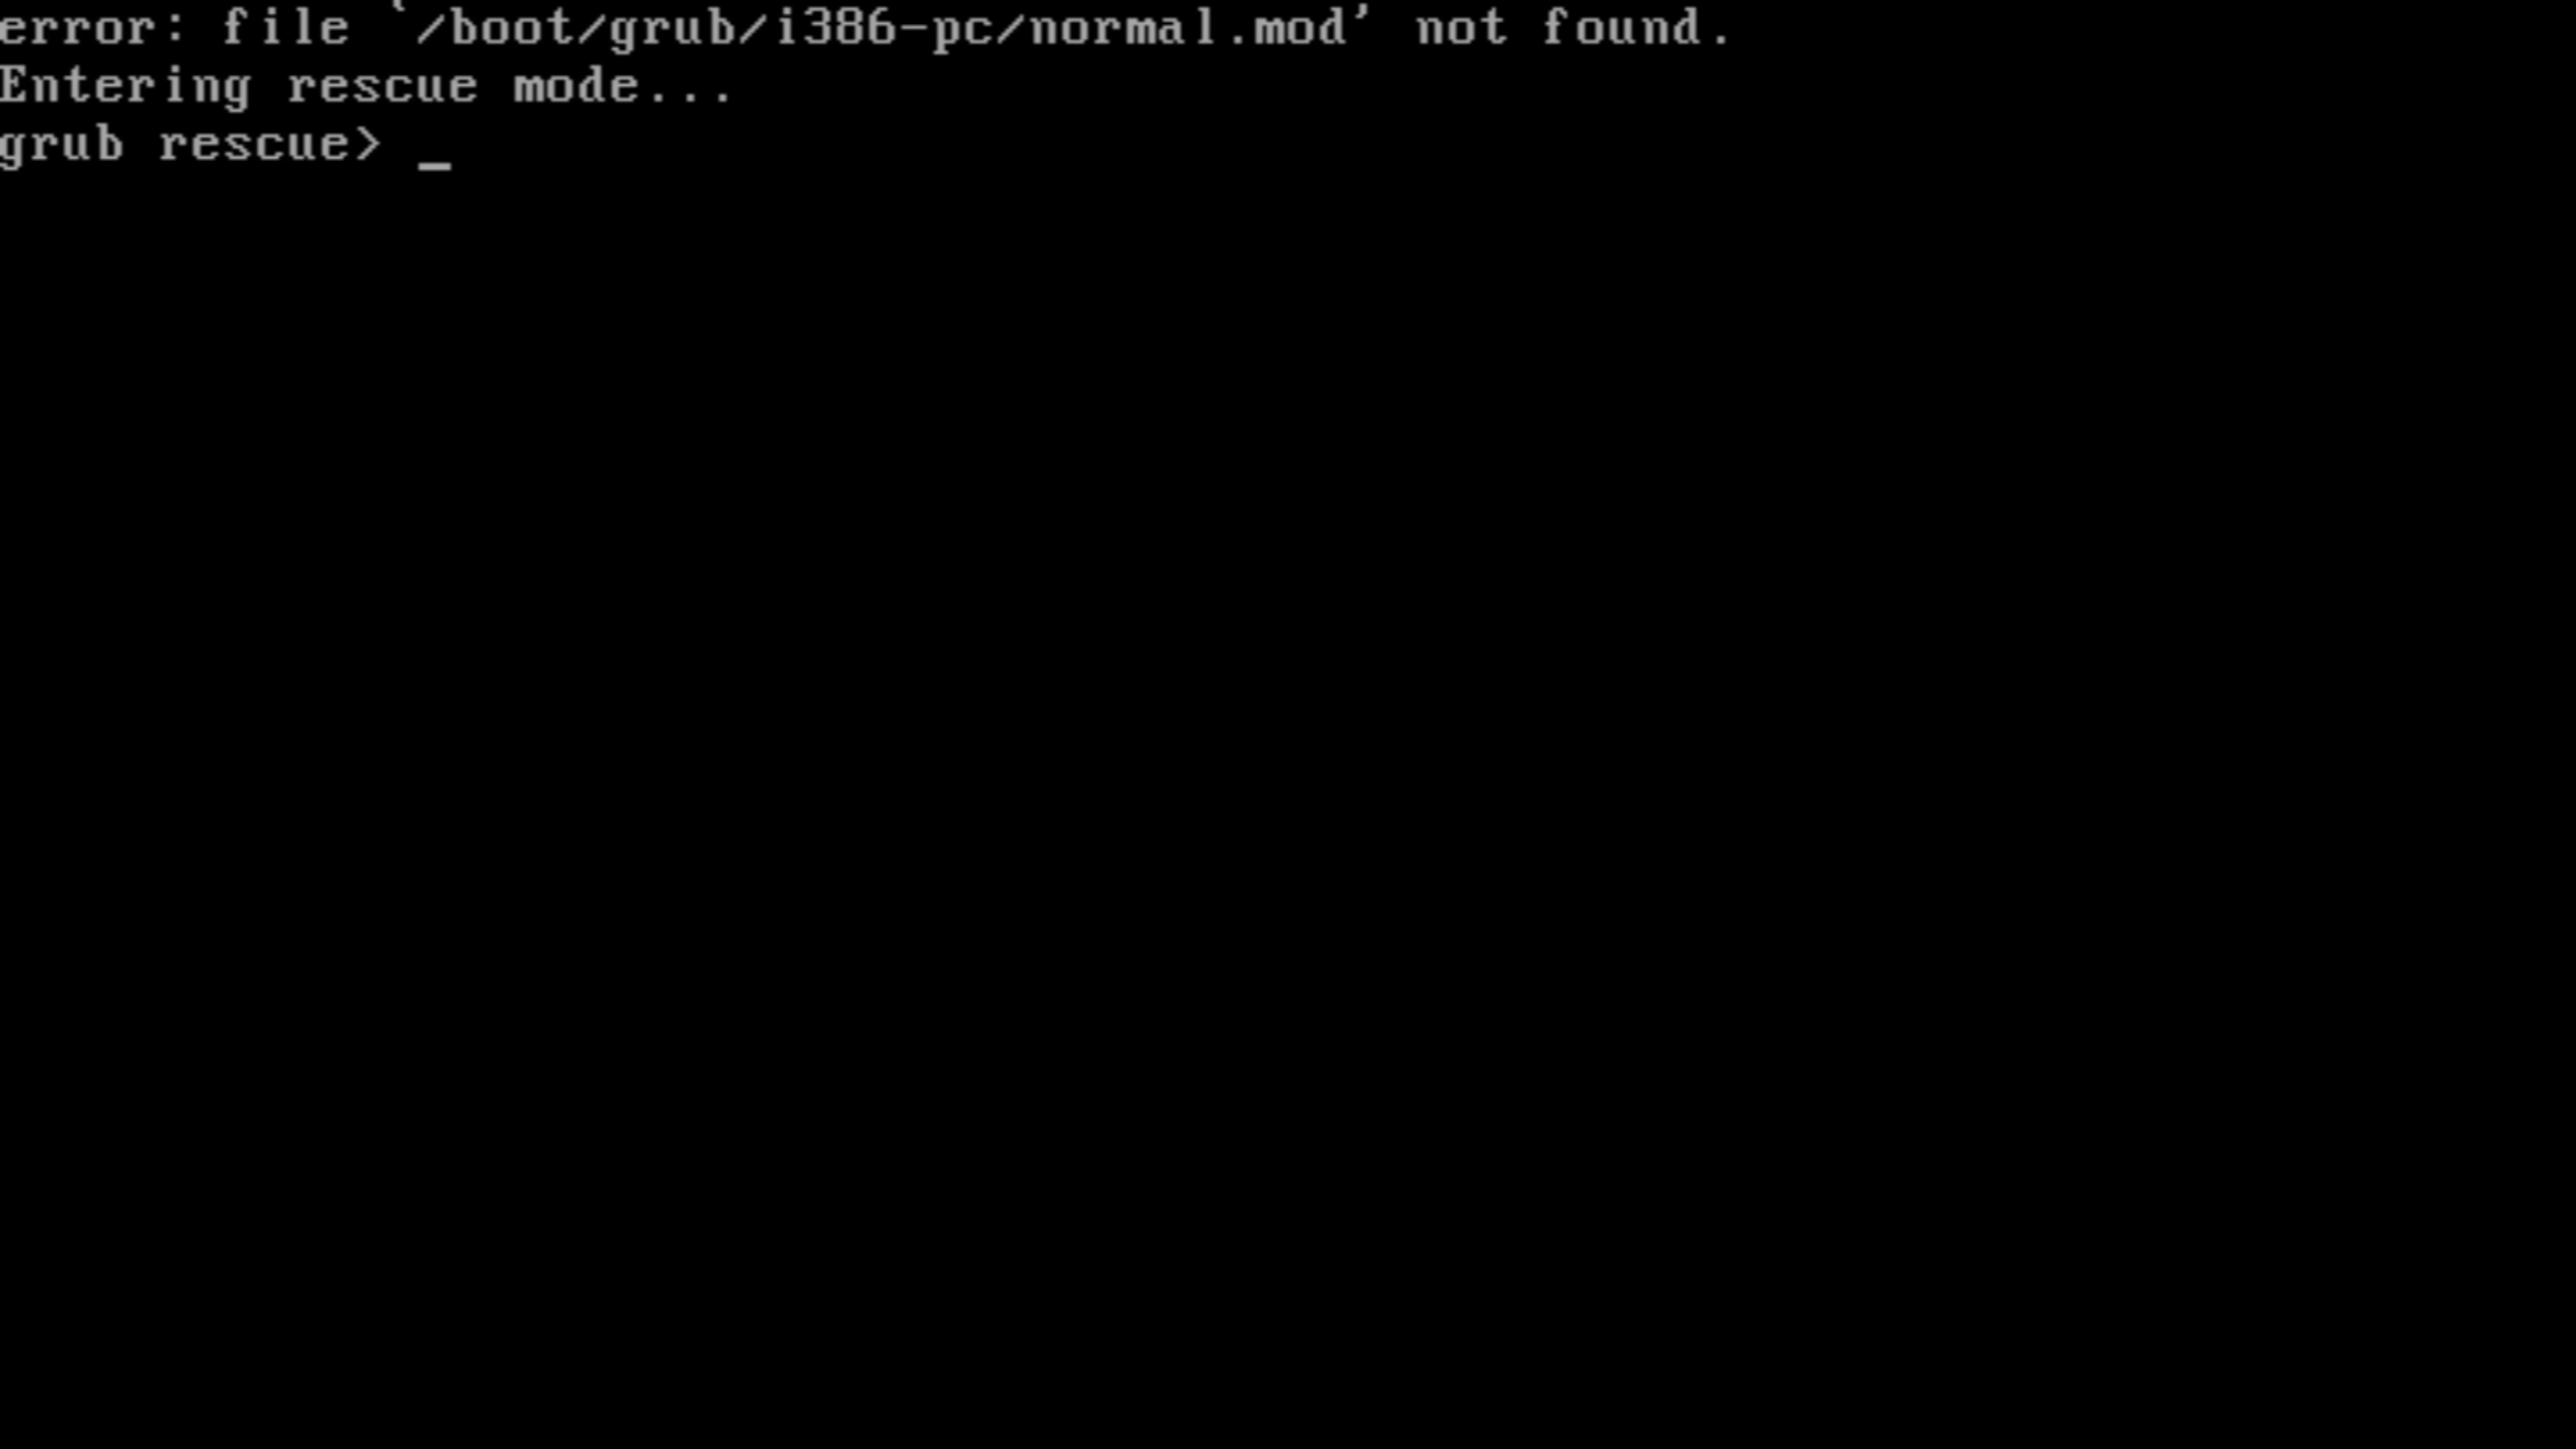 error: file `/boot/grub/i386-pc/normal.mod' not found.
Entering rescue mode...
grub rescue> _